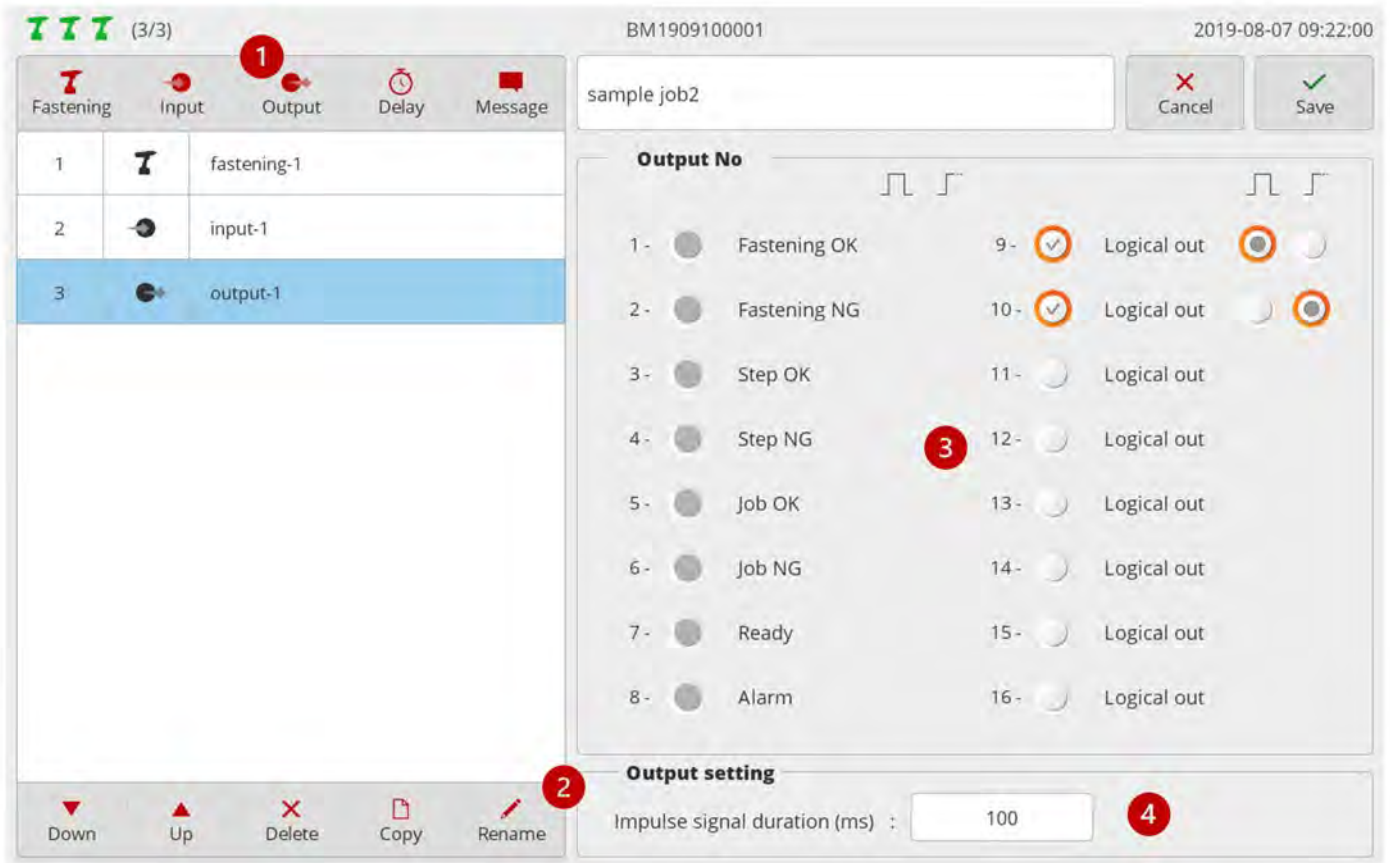 (3/3) BM1909100001 2019-08-07 09:22:00
1
Fastening Input Output Delay Message
sample job2
Cancel Save
1 fastening-1
2 input-1
3 output-1
Output No
1 - Fastening OK 9 - Logical out
2 - Fastening NG 10 - Logical out
3 - Step OK 11 - Logical out
4 - Step NG 12 - Logical out
3
5 - Job OK 13 - Logical out
6 - Job NG 14 - Logical out
7 - Ready 15 - Logical out
8 - Alarm 16 - Logical out
2
Down Up Delete Copy Rename
Output setting
Impulse signal duration (ms) : 100
4